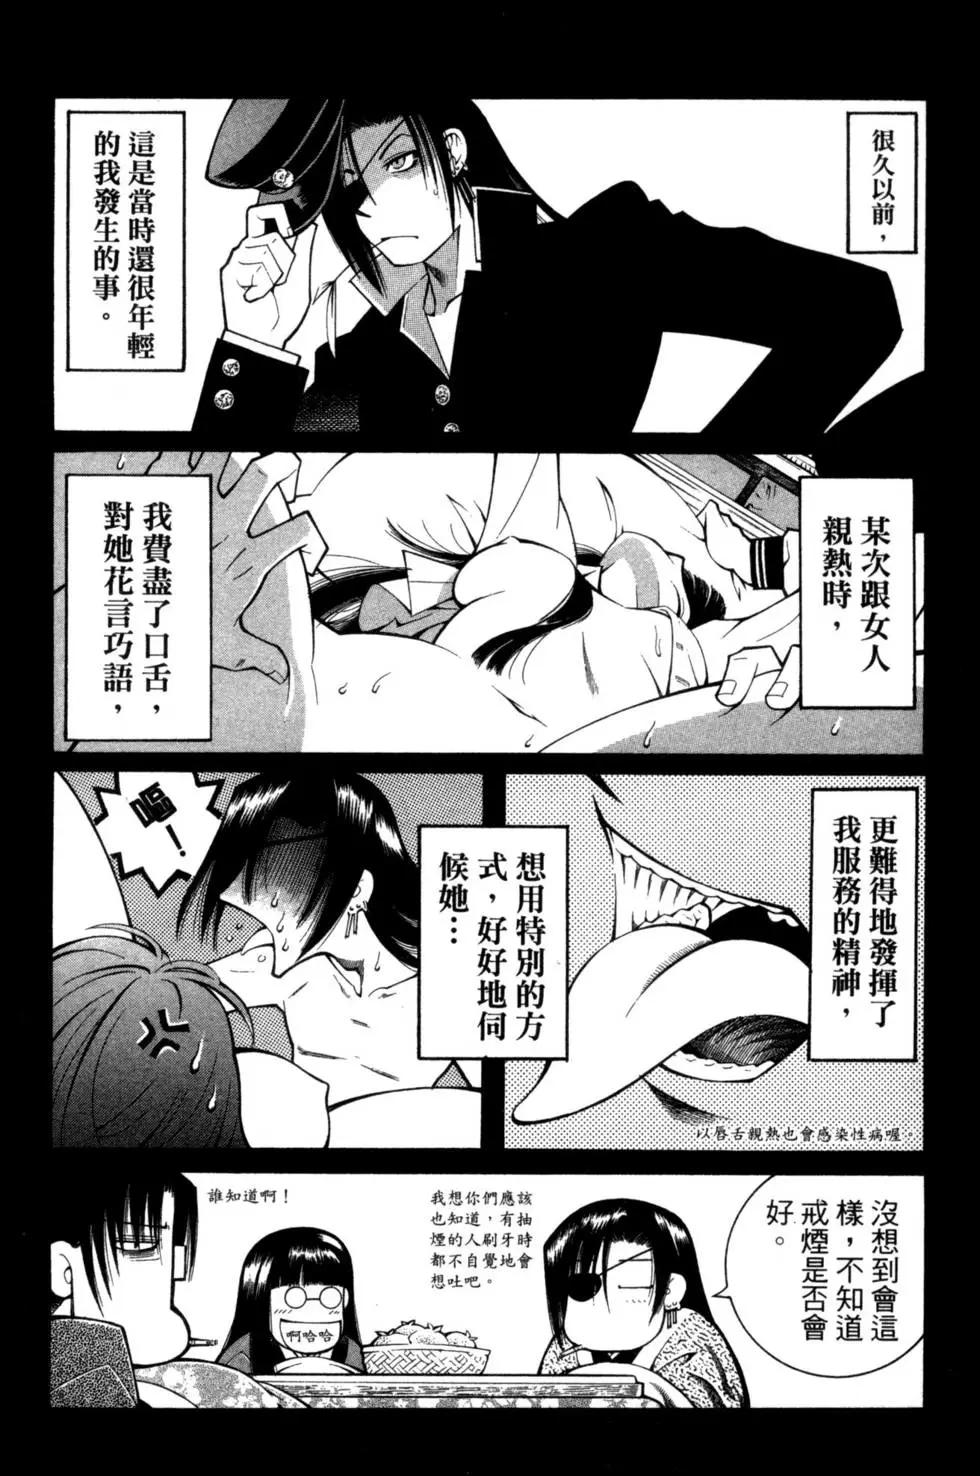 很久以前，
這是當時還很年輕
的我發生的事。
某次跟女人
親熱時，
我費盡了口舌，
對她花言巧語，
更難得地發揮了
我服務的精神，
以唇舌親熱也會感染性病喔。
想用特別的方
式，好好地伺
候她…
嘔！
沒想到會這
樣，不知道
戒煙是否會
好。
我想你們應該
也知道，有抽
煙的人刷牙時
都不自覺地會
想吐吧。
啊哈哈
誰知道啊！